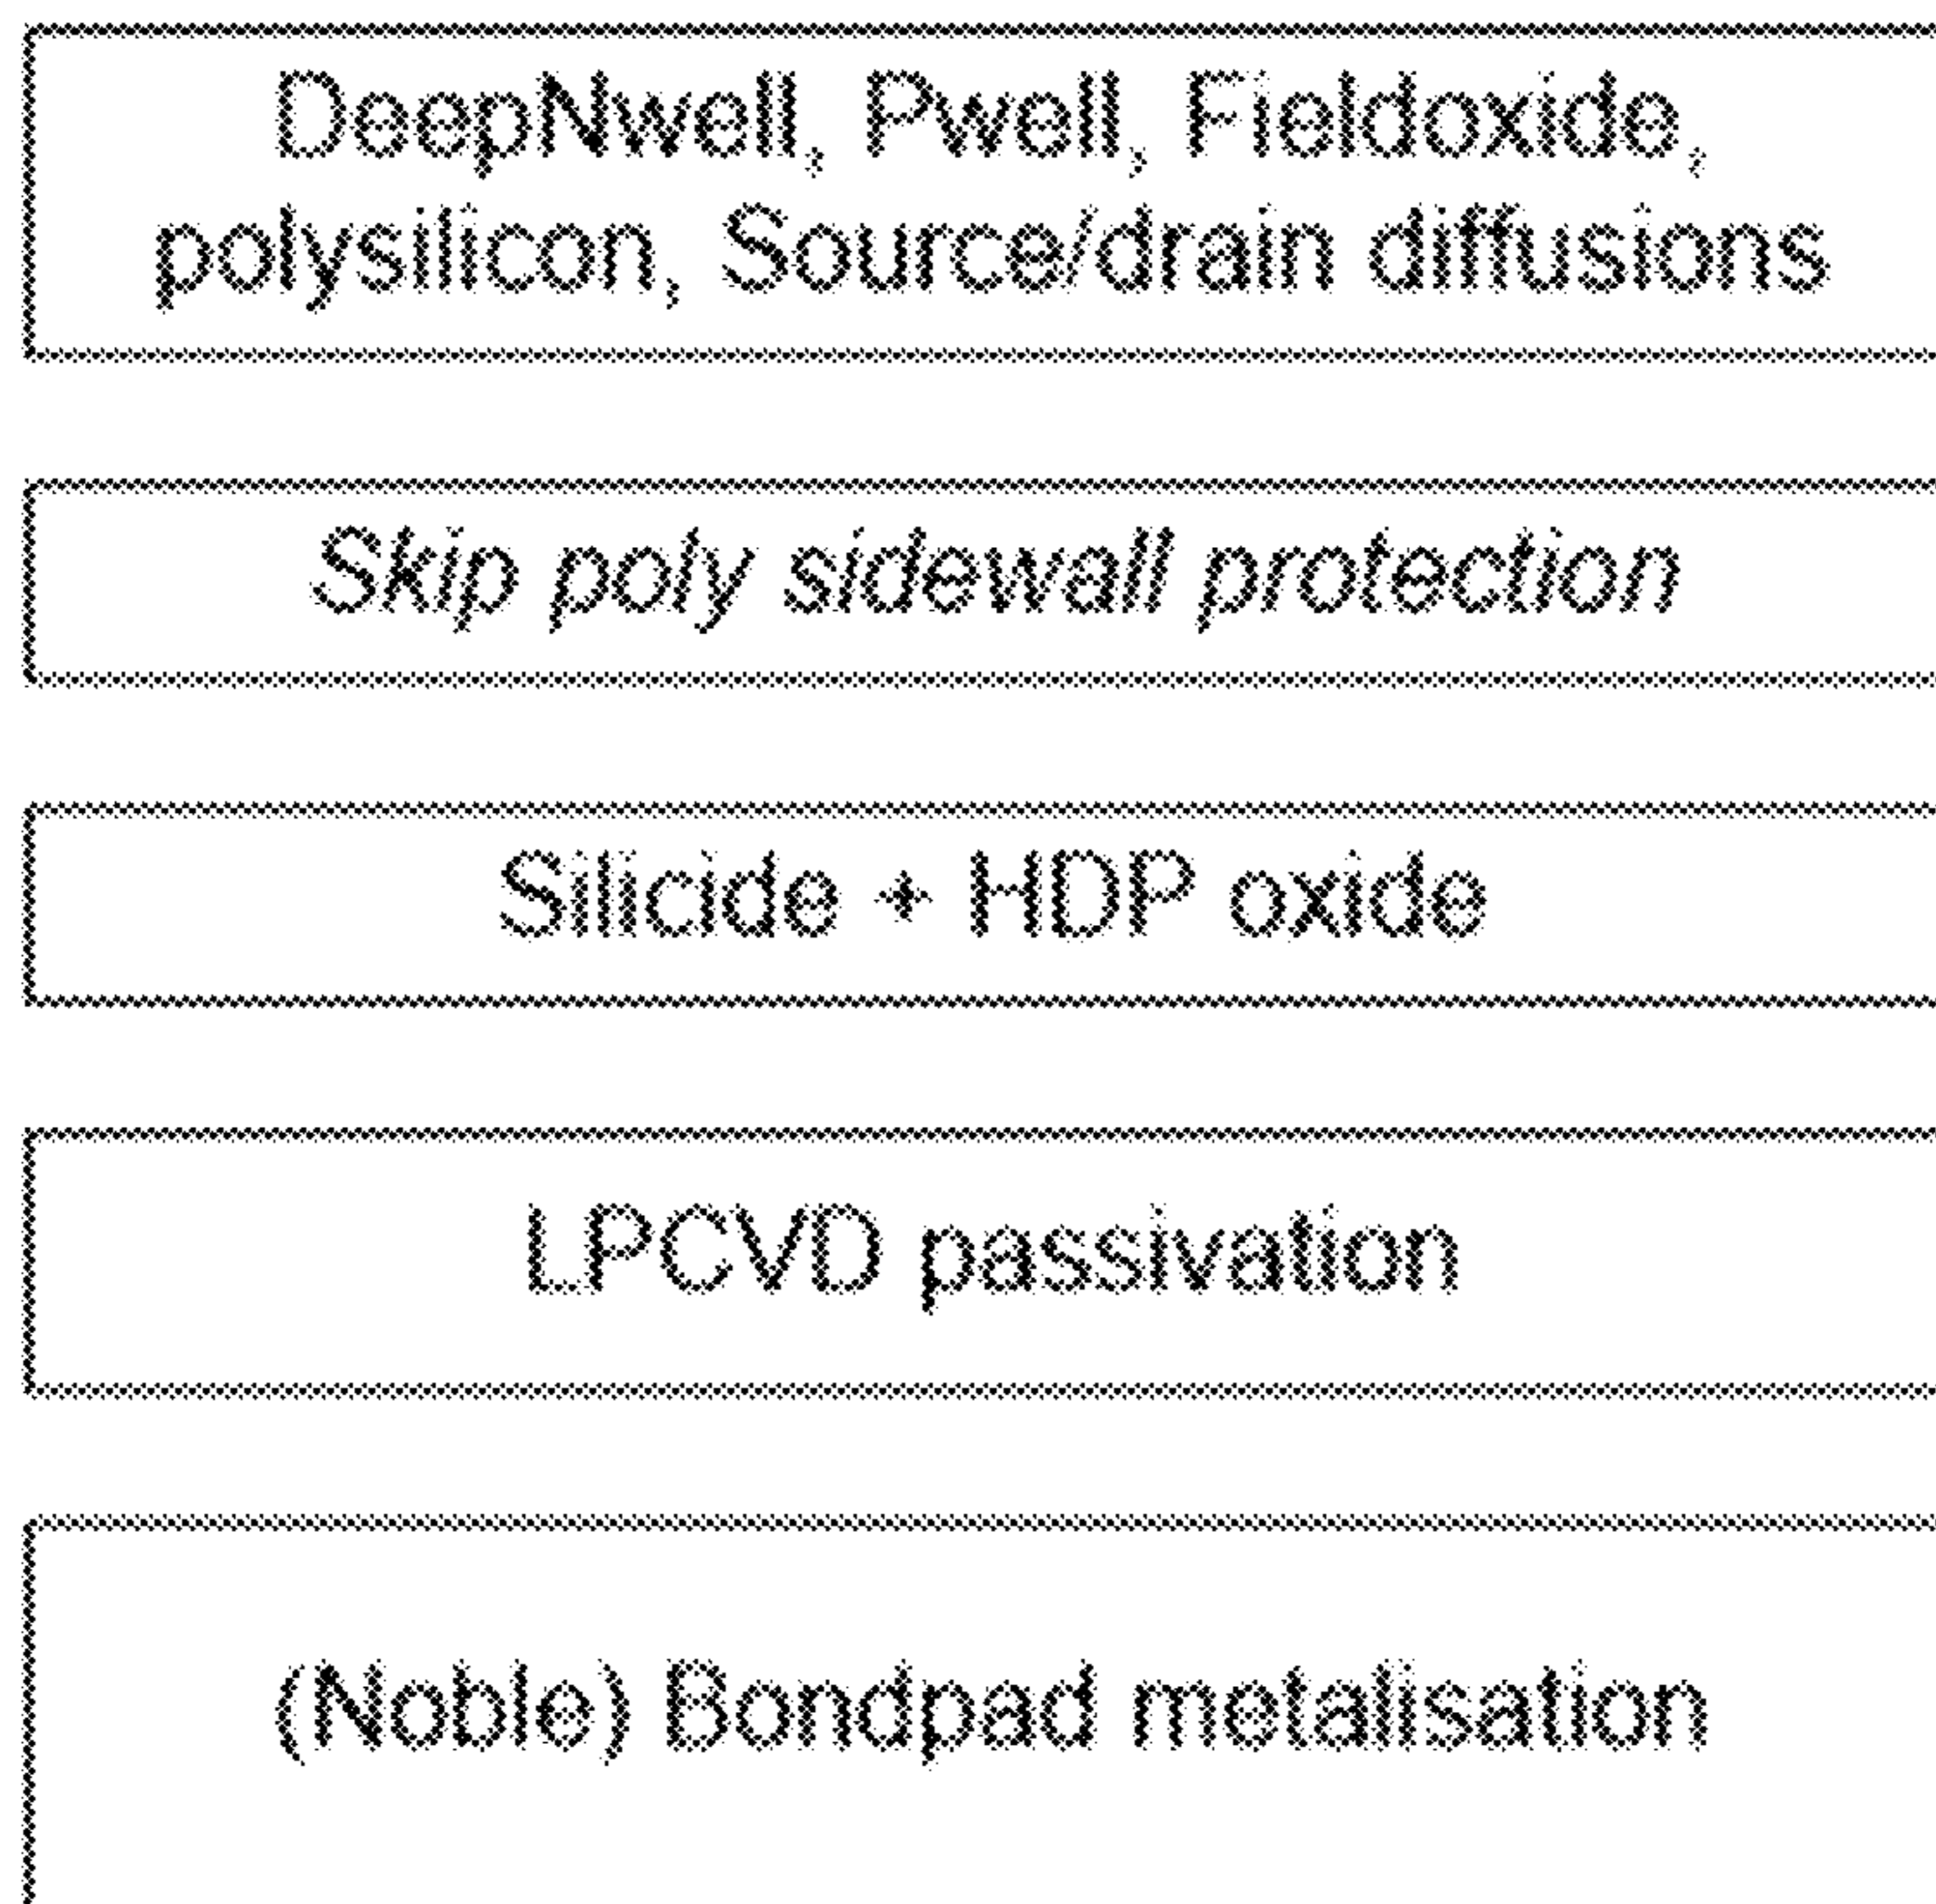 DeepNwell, Pwell, Fieldoxide,
polysilicon, Source/drain diffusions
Skip poly sidewall protection
Silicide + HDP oxide
LPCVD passivation
(Noble) Bondpad metalisation